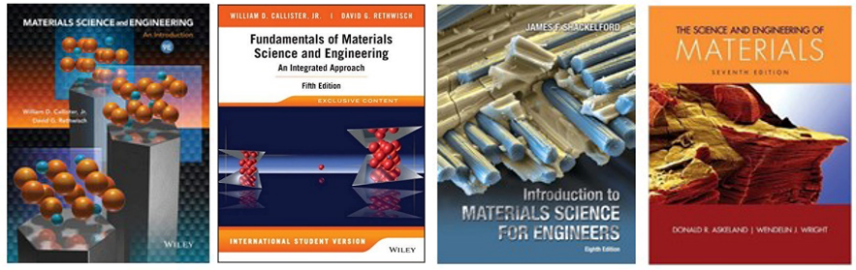 MATERIALS SCIENCE and ENGINEERING
An Introduction
9E
William D. Callister, Jr.
David G. Rethwisch
WILEY
WILLIAM D. CALLISTER, JR. | DAVID G. RETHWISCH
Fundamentals of Materials
Science and Engineering
An Integrated Approach
Fifth Edition
EXCLUSIVE CONTENT
INTERNATIONAL STUDENT VERSION
WILEY
JAMES F. SHACKELFORD
Introduction to
MATERIALS SCIENCE
FOR ENGINEERS
Eighth Edition
THE SCIENCE AND ENGINEERING OF
MATERIALS
SEVENTH EDITION
DONALD R. ASKELAND | WENDELIN J. WRIGHT